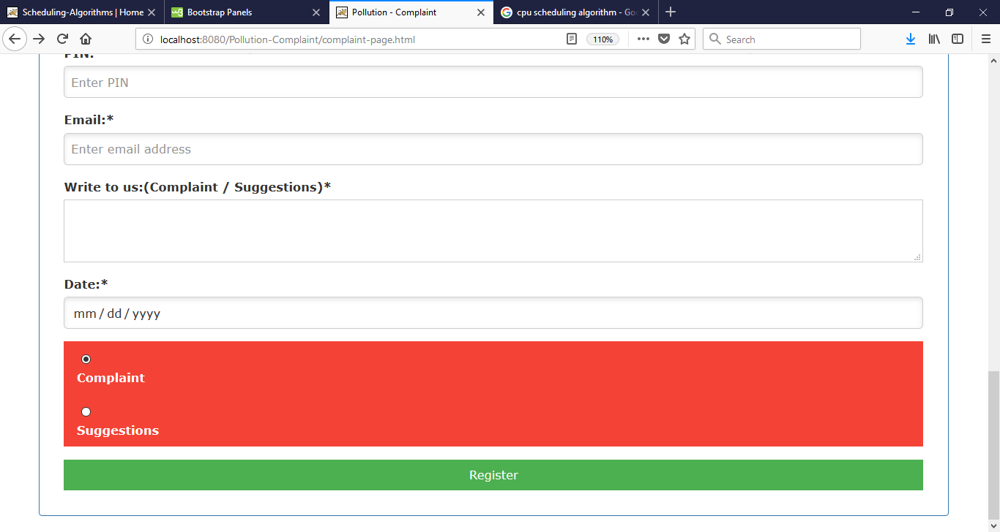 Scheduling-Algorithms | Home
Bootstrap Panels
Pollution - Complaint
cpu scheduling algorithm - Goo
localhost:8080/Pollution-Complaint/complaint-page.html
110%
Search
PIN:
Enter PIN
Email:*
Enter email address
Write to us:(Complaint / Suggestions)*
Date:*
mm / dd / yyyy
Complaint
Suggestions
Register